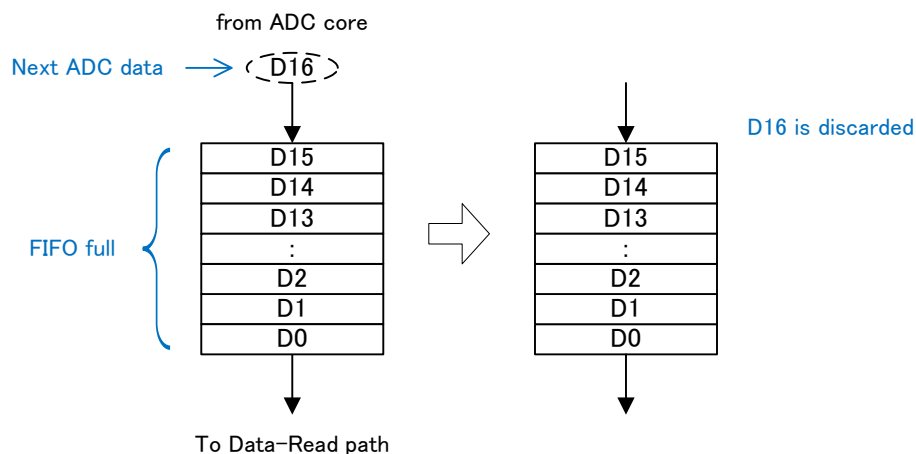 from ADC core
Next ADC data
D16
D16 is discarded
D15
D14
D13
:
D2
D1
D0
FIFO full
D15
D14
D13
:
D2
D1
D0
To Data-Read path